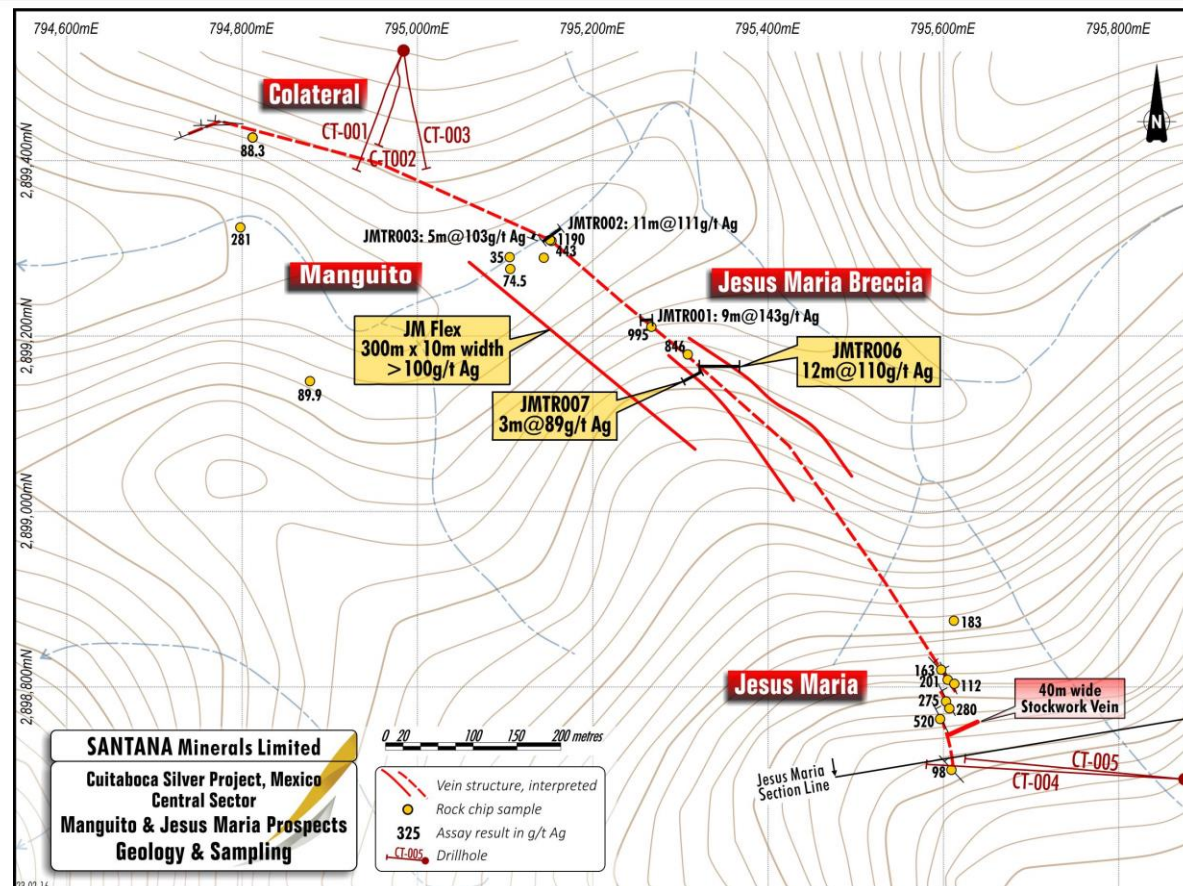 794,600mE
794,800mE
795,000mE
795,200mE
795,400mE
795,600mE
795,800mE
2,899,400mN
2,899,200mN
2,899,000mN
2,898,800mN
N
Colateral
CT-001
C-T002
CT-003
88.3
281
JMTR003: 5m@103g/t Ag
JMTR002: 11m@111g/t Ag
1190
443
35
74.5
Manguito
Jesus Maria Breccia
JM Flex
300m x 10m width
>100g/t Ag
JMTR001: 9m@143g/t Ag
995
846
JMTR006
12m@110g/t Ag
89.9
JMTR007
3m@89g/t Ag
183
163
201
112
Jesus Maria
275
280
520
40m wide
Stockwork Vein
98
Jesus Maria
Section Line
CT-005
CT-004
SANTANA Minerals Limited
Cuitaboca Silver Project, Mexico
Central Sector
Manguito & Jesus Maria Prospects
Geology & Sampling
0 20 100 200 metres
Vein structure, interpreted
Rock chip sample
325 Assay result in g/t Ag
CT-005 Drillhole